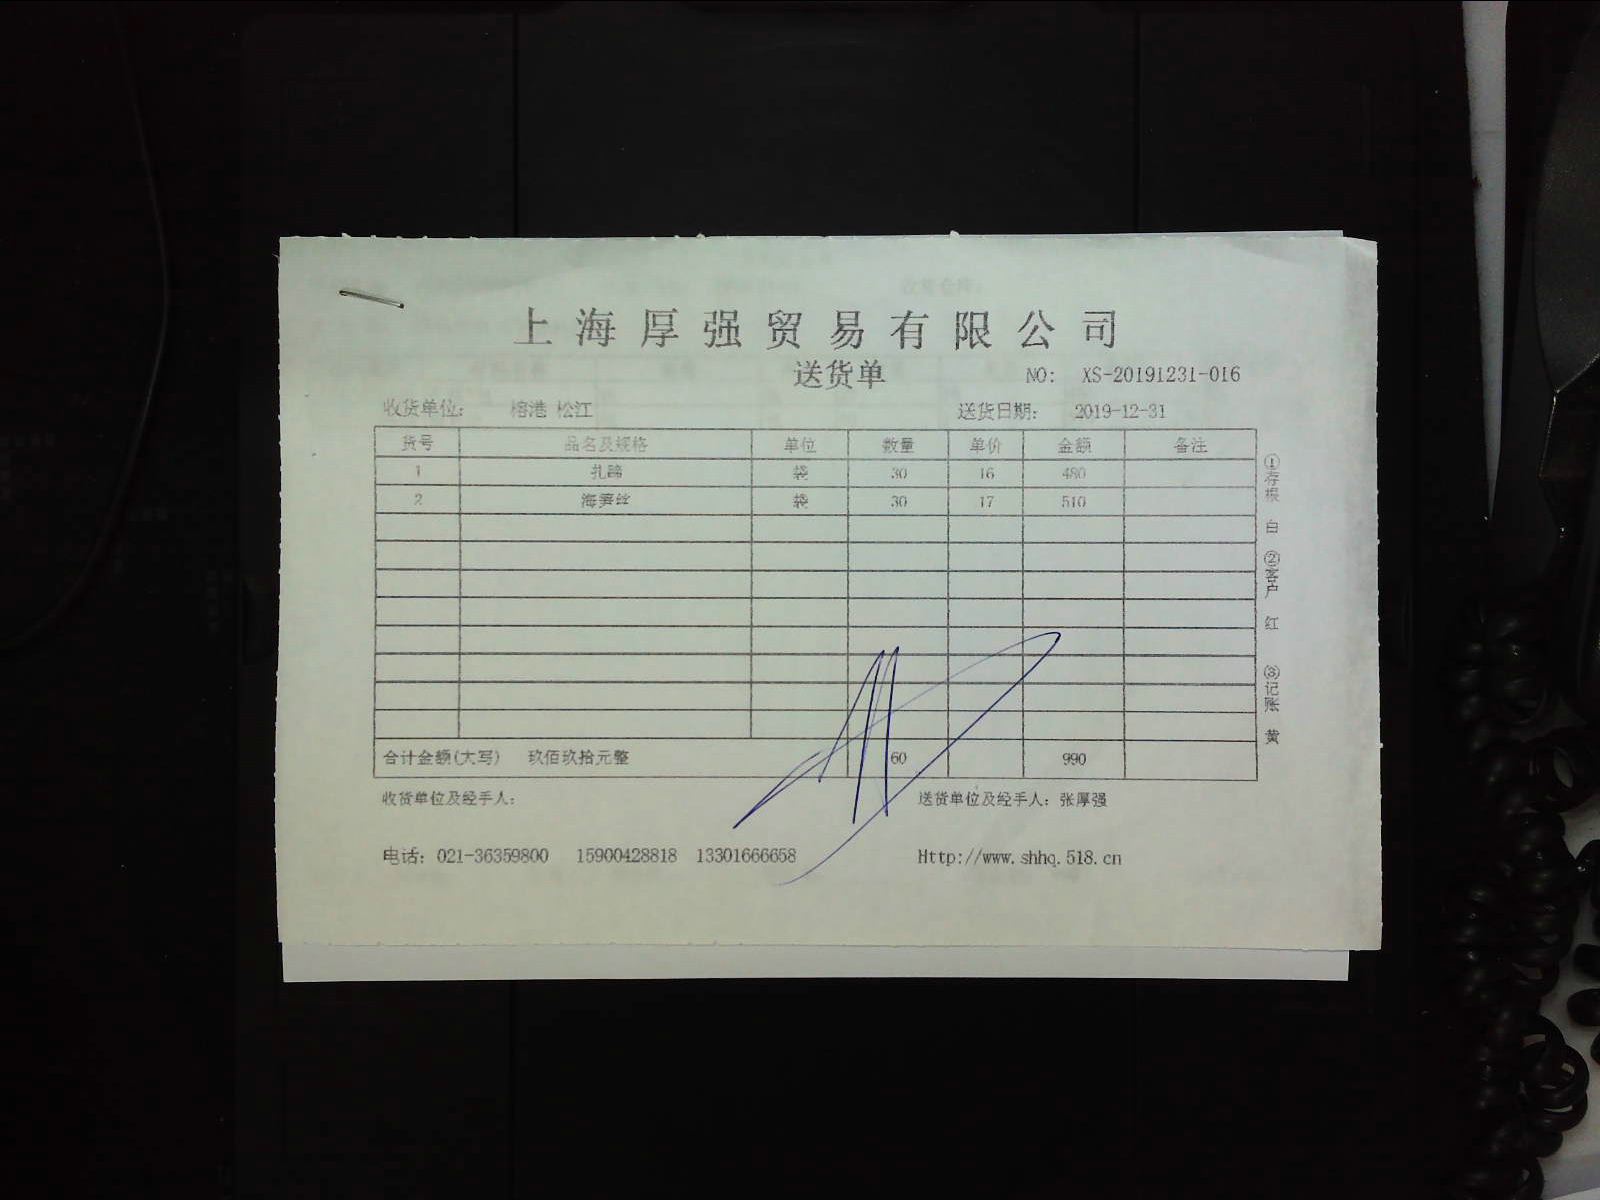 上海厚强贸易有限公司
送货单 NO: XS-20191231-016
收货单位: 榕港 松江 送货日期: 2019-12-31
货号 品名及规格 单位 数量 单价 金额 备注
1 扎蹄 袋 30 16 480
2 海笋丝 袋 30 17 510
合计金额(大写) 玖佰玖拾元整 60 990
收货单位及经手人: 送货单位及经手人: 张厚强
电话: 021-36359800 15900428818 13301666658 Http://www.shhq.518.cn
①存根 白 ②客户 红 ③记账 黄